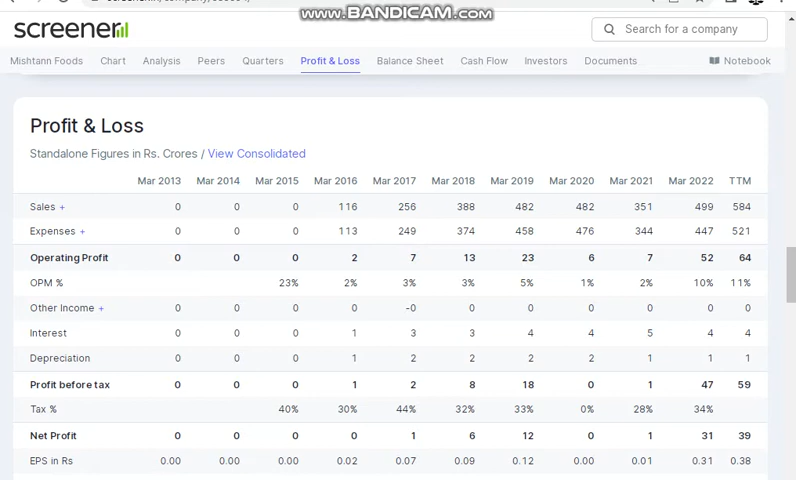 www.BANDICAM.com
screener
Search for a company
Mishtann Foods Chart Analysis Peers Quarters Profit & Loss Balance Sheet Cash Flow Investors Documents Notebook
Profit & Loss
Standalone Figures in Rs. Crores / View Consolidated
Mar 2013 Mar 2014 Mar 2015 Mar 2016 Mar 2017 Mar 2018 Mar 2019 Mar 2020 Mar 2021 Mar 2022 TTM
Sales + 0 0 0 116 256 388 482 482 351 499 584
Expenses + 0 0 0 113 249 374 458 476 344 447 521
Operating Profit 0 0 0 2 7 13 23 6 7 52 64
OPM % 23% 2% 3% 3% 5% 1% 2% 10% 11%
Other Income + 0 0 0 0 -0 0 0 0 0 0 0
Interest 0 0 0 1 3 3 4 4 5 4 4
Depreciation 0 0 0 1 2 2 2 2 1 1 1
Profit before tax 0 0 0 1 2 8 18 0 1 47 59
Tax % 40% 30% 44% 32% 33% 0% 28% 34%
Net Profit 0 0 0 0 1 6 12 0 1 31 39
EPS in Rs 0.00 0.00 0.00 0.02 0.07 0.09 0.12 0.00 0.01 0.31 0.38